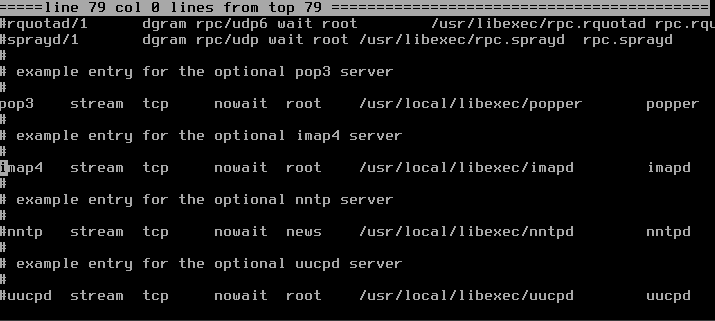 =====line 79 col 0 lines from top 79 ============================================
#rquotad/1      dgram rpc/udp6 wait root        /usr/libexec/rpc.rquotad rpc.rqu
#sprayd/1       dgram rpc/udp wait root /usr/libexec/rpc.sprayd  rpc.sprayd
#
# example entry for the optional pop3 server
#
pop3    stream  tcp     nowait  root    /usr/local/libexec/popper       popper
#
# example entry for the optional imap4 server
#
imap4   stream  tcp     nowait  root    /usr/local/libexec/imapd        imapd
#
# example entry for the optional nntp server
#
#nntp   stream  tcp     nowait  news    /usr/local/libexec/nntpd        nntpd
#
# example entry for the optional uucpd server
#
#uucpd  stream  tcp     nowait  root    /usr/local/libexec/uucpd        uucpd